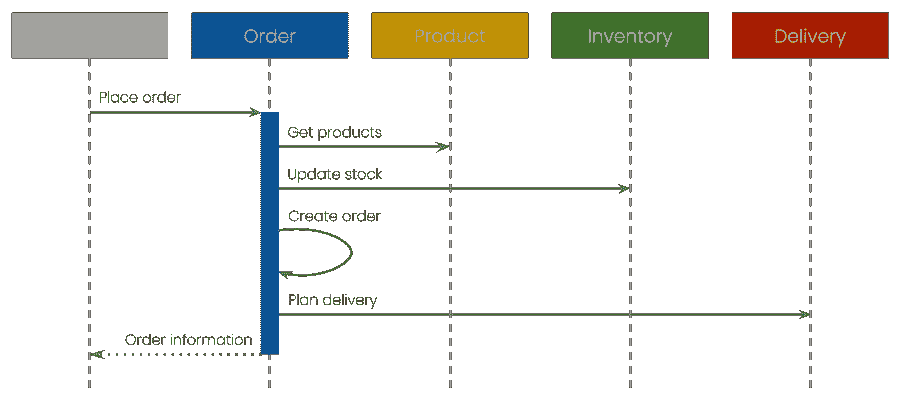 Order
Product
Inventory
Delivery
Place order
Get products
Update stock
Create order
Plan delivery
Order information